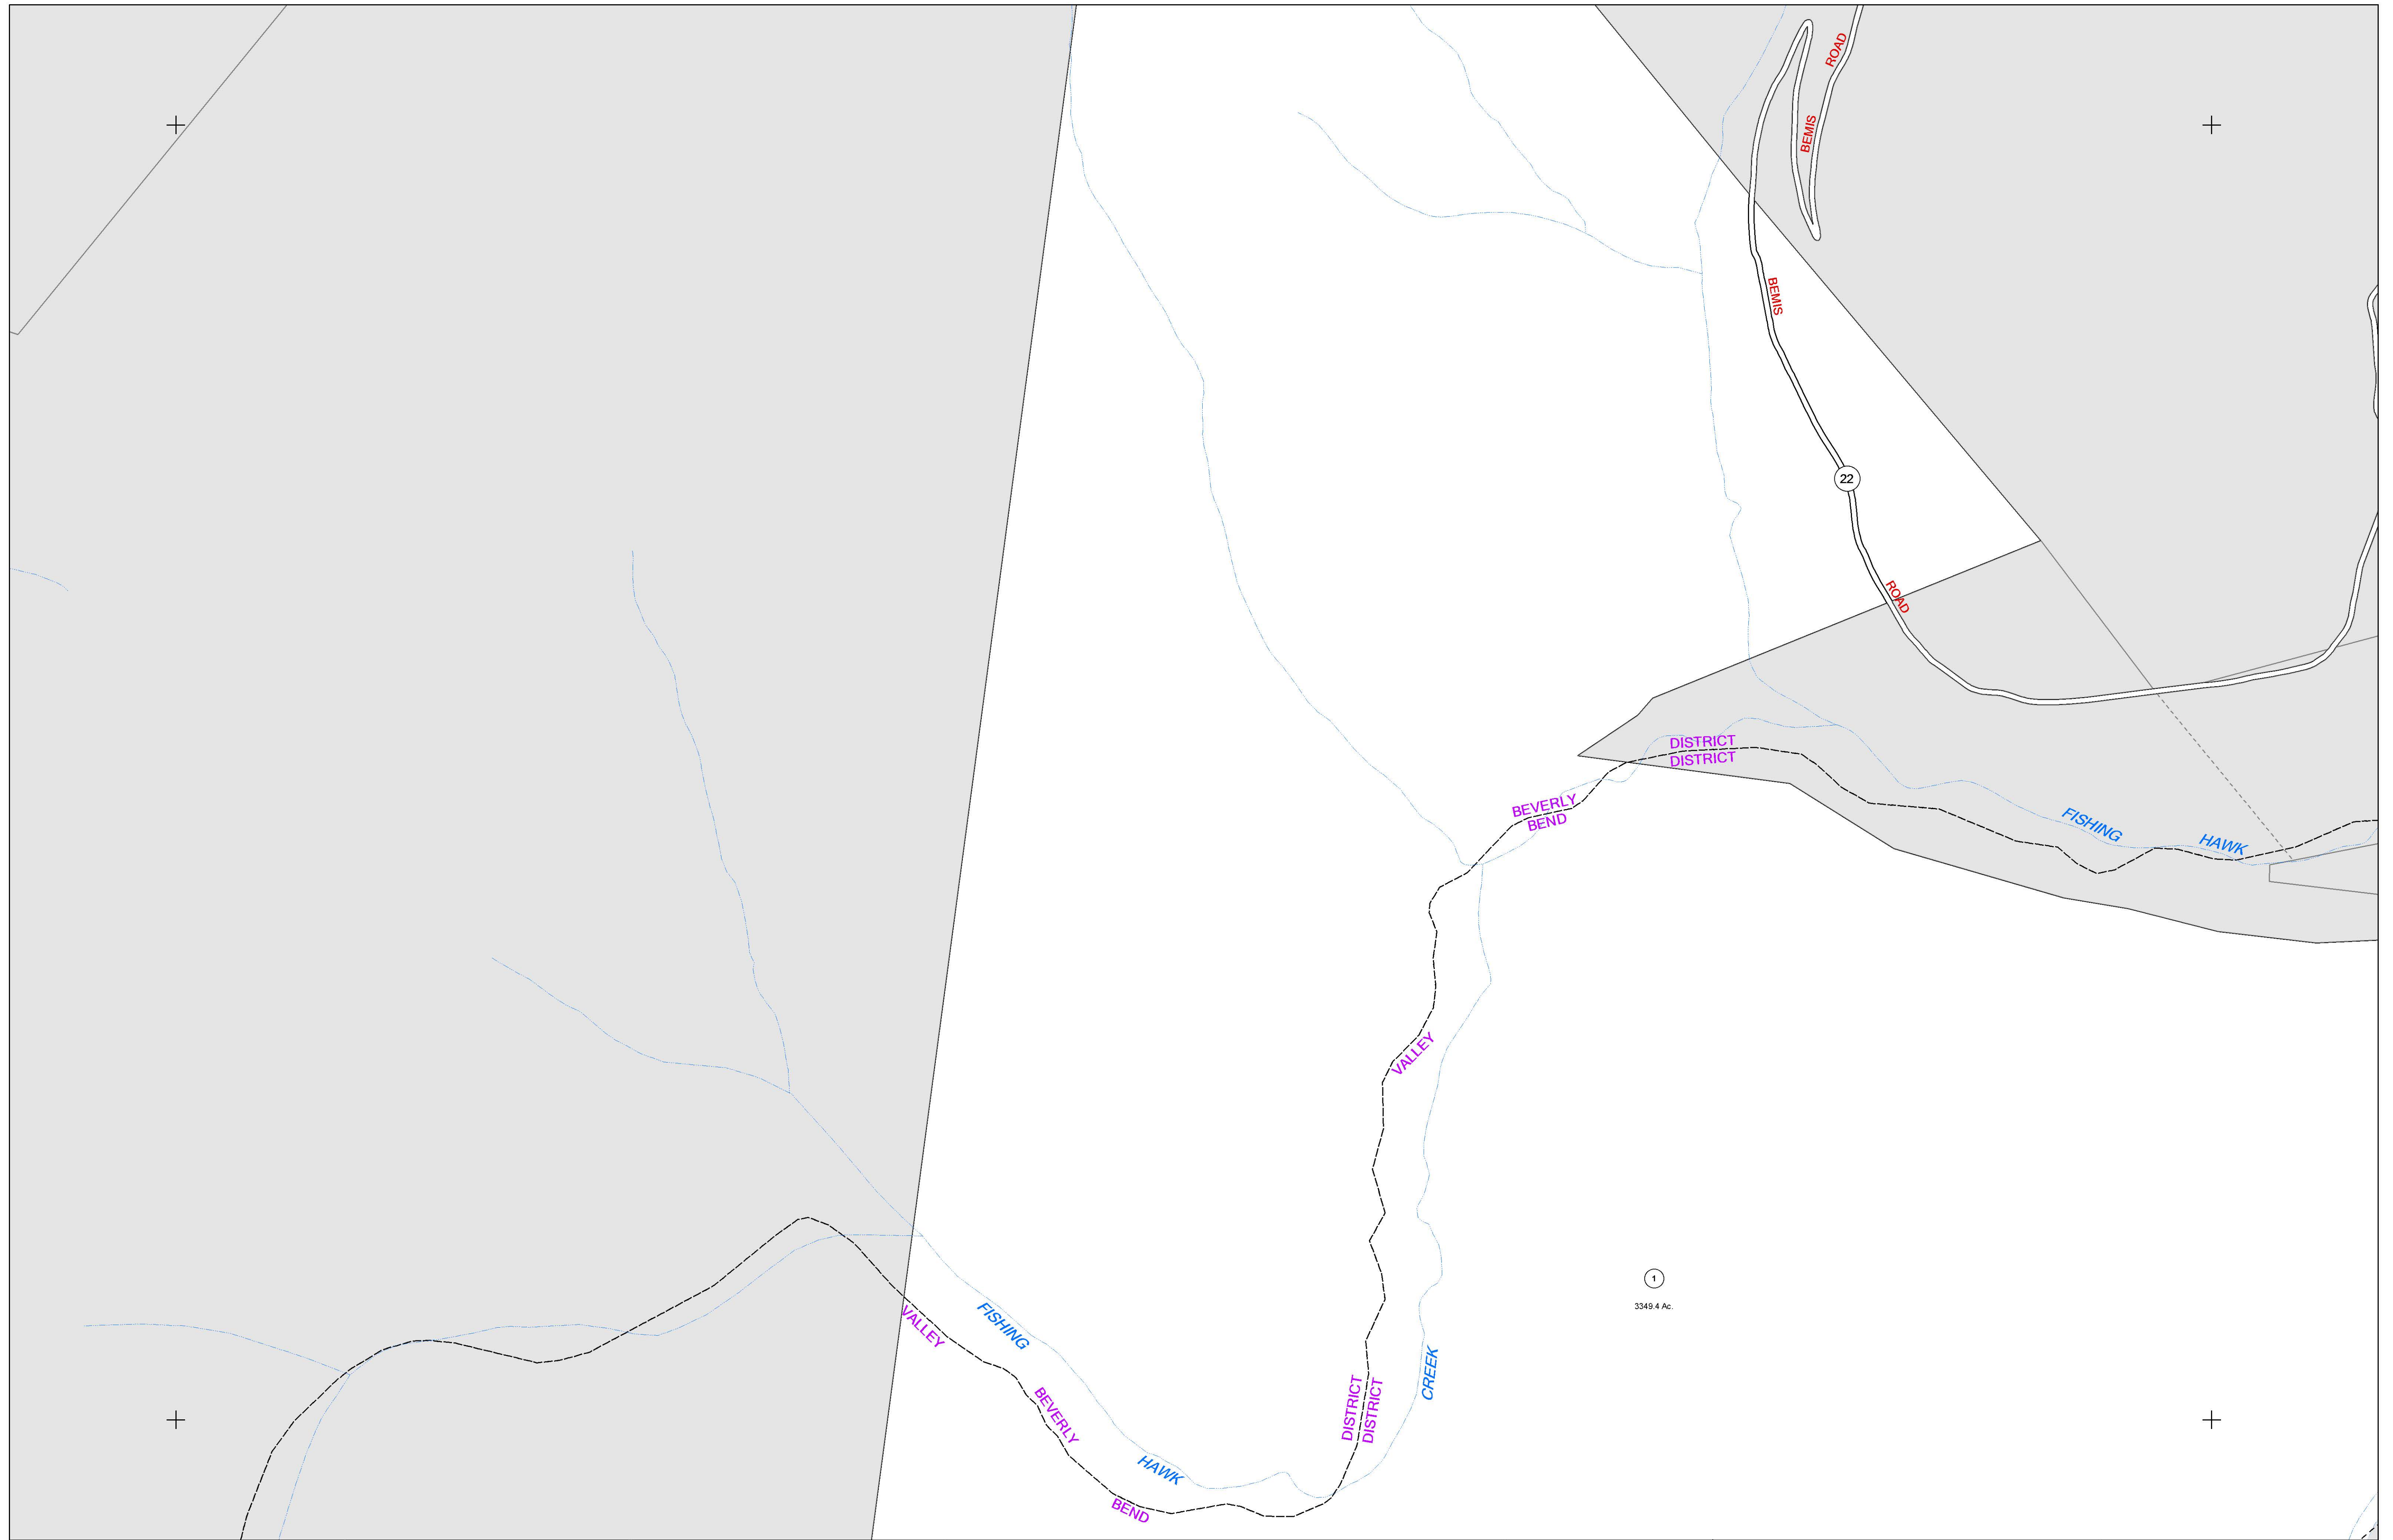 ROAD
BEMIS
BEMIS
22
ROAD
DISTRICT
DISTRICT
BEVERLY
BEND
FISHING
HAWK
VALLEY
1
3349.4 Ac.
VALLEY
FISHING
BEVERLY
HAWK
BEND
DISTRICT
DISTRICT
CREEK